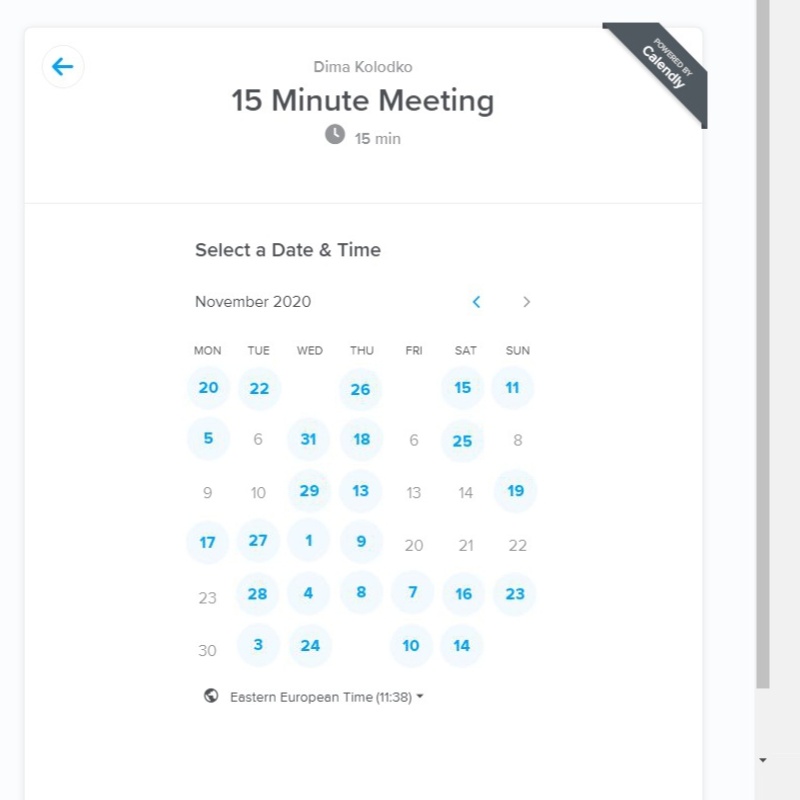 POWERED BY
Calendly
Dima Kolodko
15 Minute Meeting
15 min
Select a Date & Time
November 2020
MON TUE WED THU FRI SAT SUN
20 22 26 15 11
5 6 31 18 6 25 8
9 10 29 13 13 14 19
17 27 1 9 20 21 22
23 28 4 8 7 16 23
30 3 24 10 14
Eastern European Time (11:38)